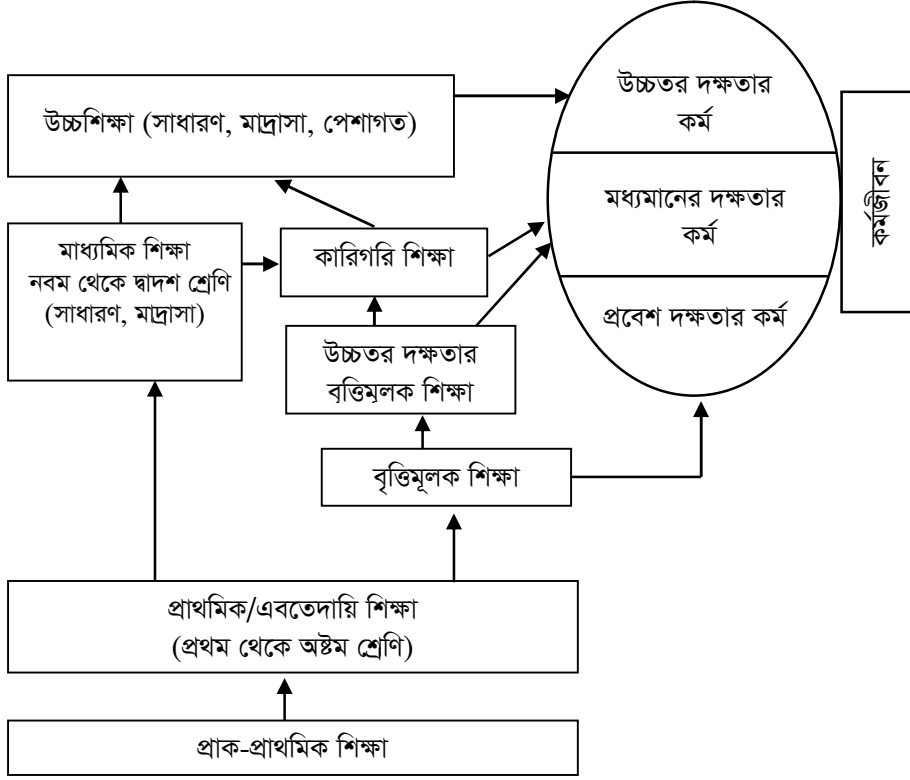 উচ্চতর দক্ষতার
কর্ম
উচ্চশিক্ষা (সাধারণ, মাদ্রাসা, পেশাগত)
মধ্যমানের দক্ষতার
কর্ম
কর্মজীবন
মাধ্যমিক শিক্ষা
নবম থেকে দ্বাদশ শ্রেণি
(সাধারণ, মাদ্রাসা)
কারিগরি শিক্ষা
প্রবেশ দক্ষতার কর্ম
উচ্চতর দক্ষতার
বৃত্তিমূলক শিক্ষা
বৃত্তিমূলক শিক্ষা
প্রাথমিক/এবতেদায়ি শিক্ষা
(প্রথম থেকে অষ্টম শ্রেণি)
প্রাক-প্রাথমিক শিক্ষা